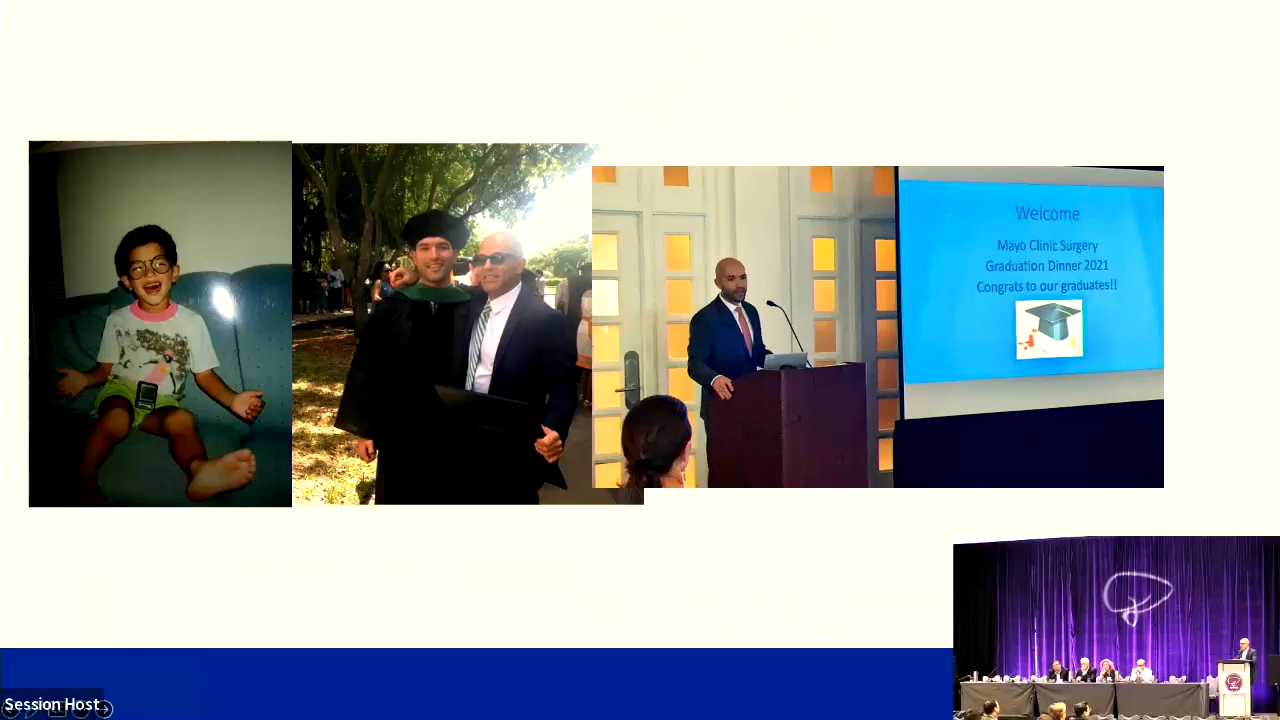 Welcome
Mayo Clinic Surgery
Graduation Dinner 2021
Congrats to our graduates!!
Session Host